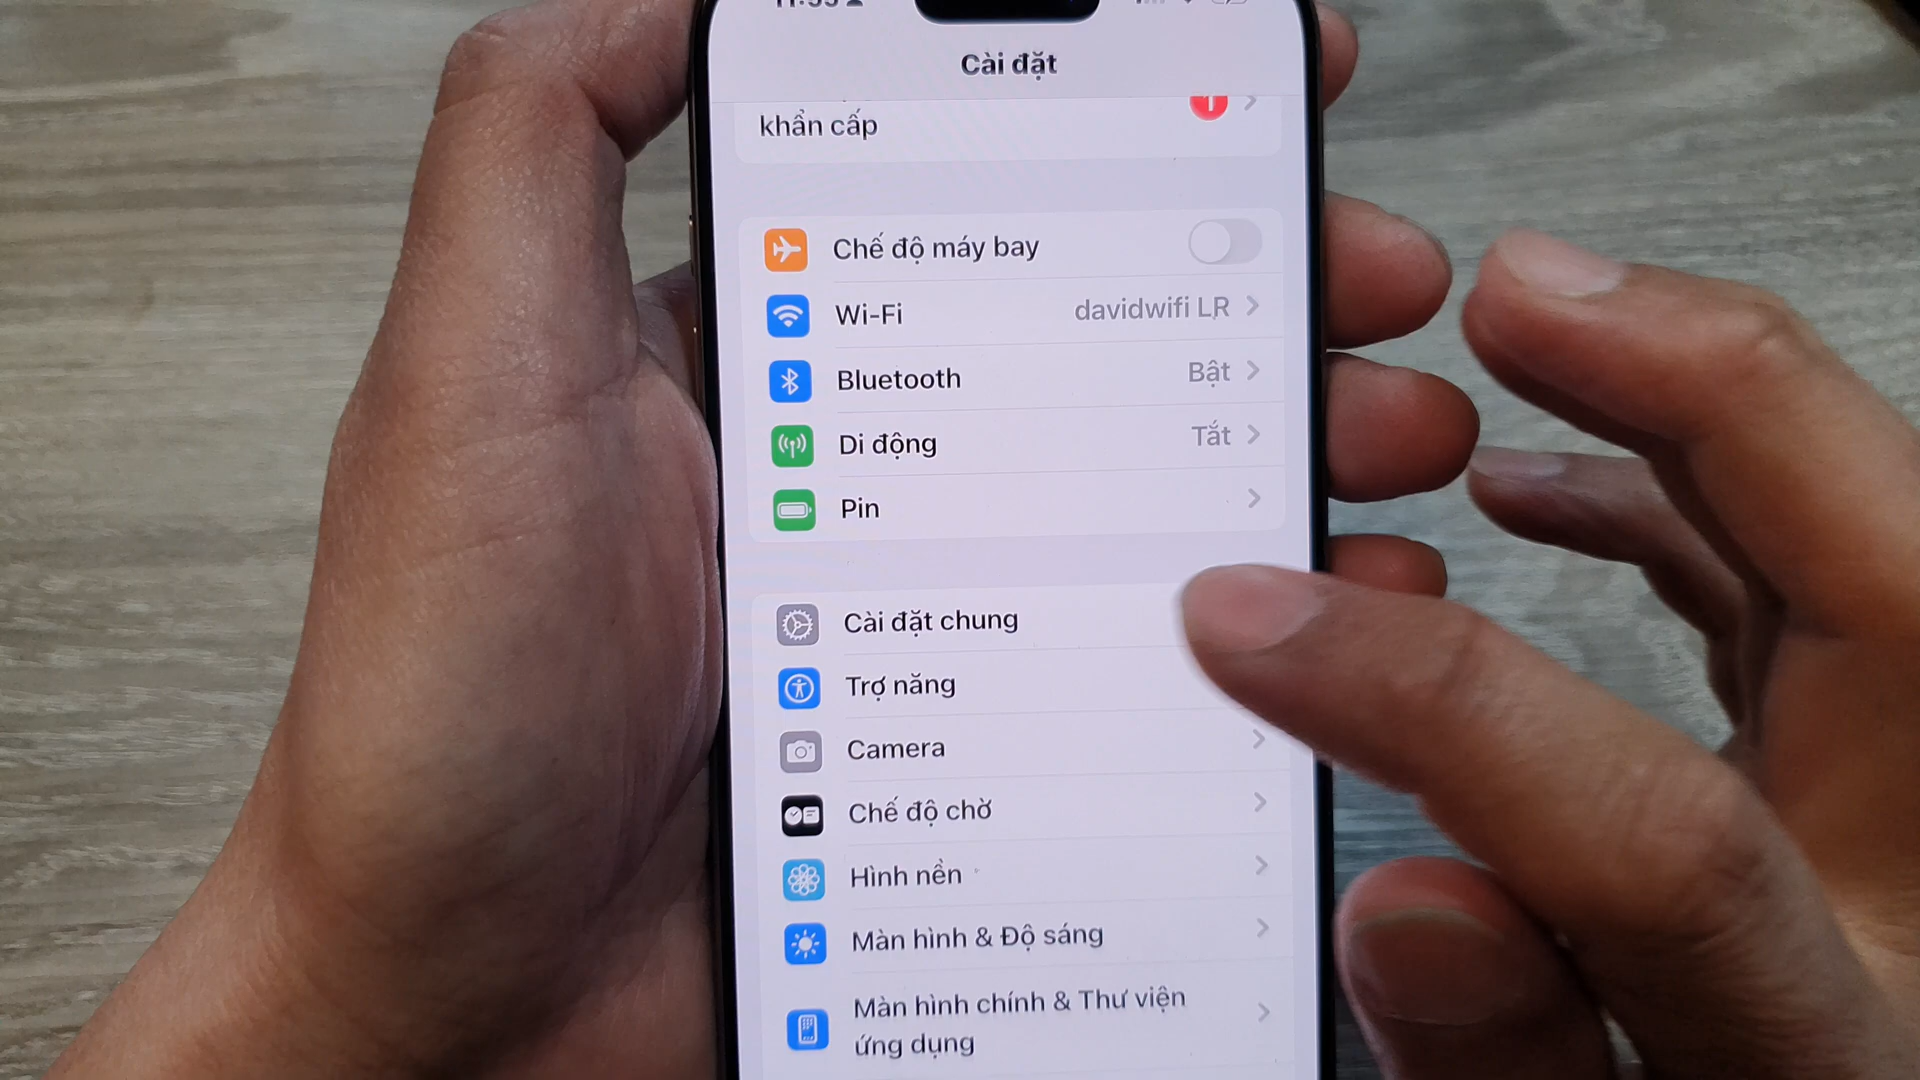 Cài đặt
khẩn cấp
Chế độ máy bay
Wi-Fi davidwifi LR
Bluetooth Bật
Di động Tắt
Pin
Cài đặt chung
Trợ năng
Camera
Chế độ chờ
Hình nền
Màn hình & Độ sáng
Màn hình chính & Thư viện
ứng dụng